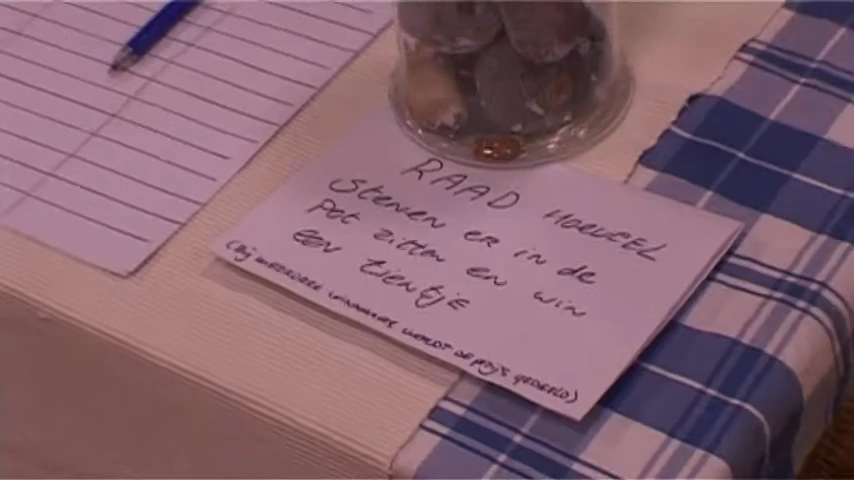 RAAD HOEVEEL
Stenen er in de
Pot zitten en win
een tientje
(Bij meerdere winnaars wordt de prijs gedeeld)